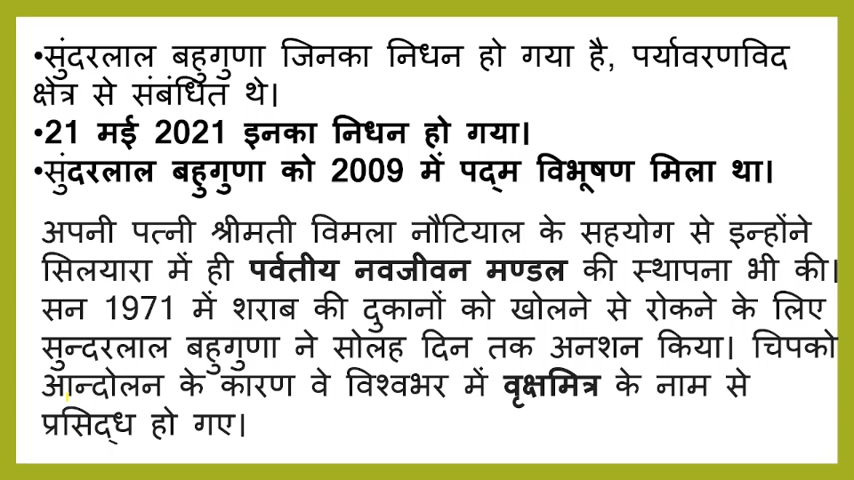 •सुंदरलाल बहुगुणा जिनका निधन हो गया है, पर्यावरणविद
क्षेत्र से संबंधित थे।
•21 मई 2021 इनका निधन हो गया।
•सुंदरलाल बहुगुणा को 2009 में पद्म विभूषण मिला था।
अपनी पत्नी श्रीमती विमला नौटियाल के सहयोग से इन्होंने
सिलयारा में ही पर्वतीय नवजीवन मण्डल की स्थापना भी की।
सन 1971 में शराब की दुकानों को खोलने से रोकने के लिए
सुन्दरलाल बहुगुणा ने सोलह दिन तक अनशन किया। चिपको
आन्दोलन के कारण वे विश्वभर में वृक्षमित्र के नाम से
प्रसिद्ध हो गए।